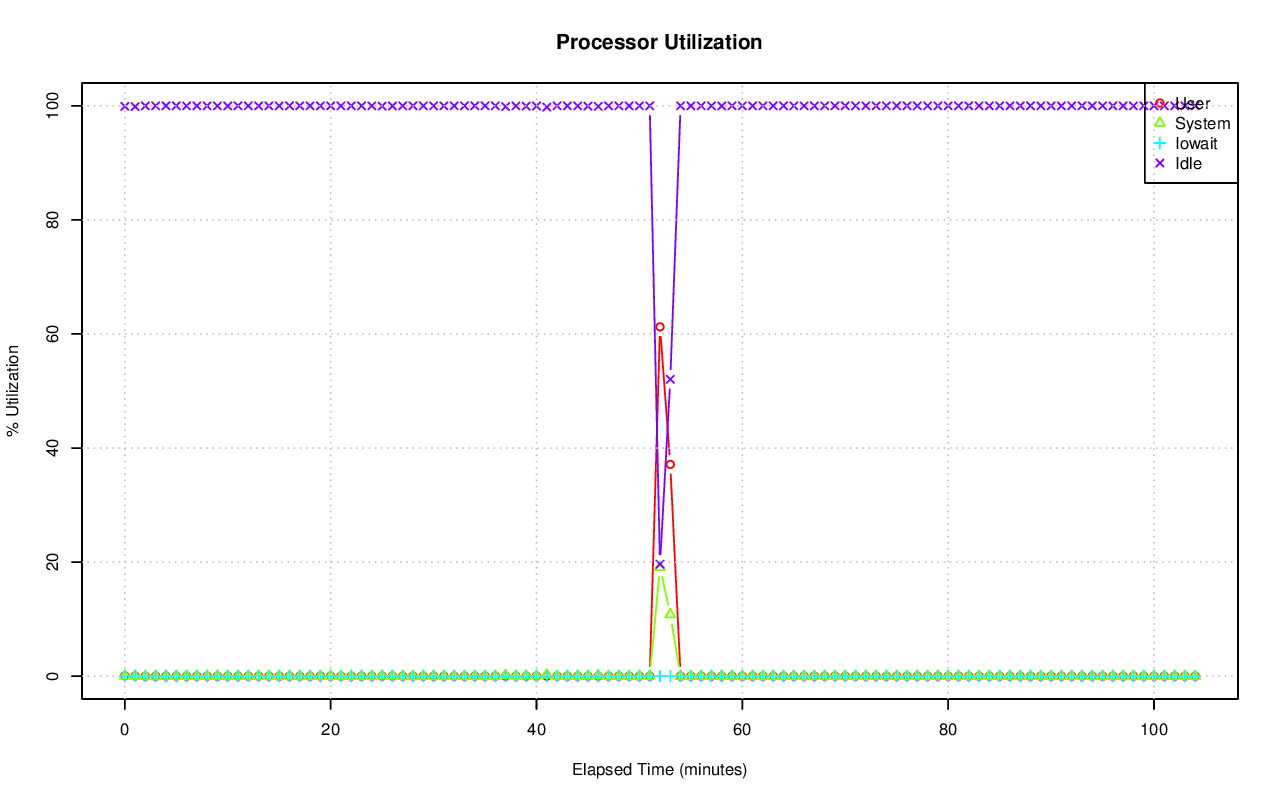 Processor Utilization
% Utilization
100
80
60
40
20
0
User
System
Iowait
Idle
0 20 40 60 80 100
Elapsed Time (minutes)